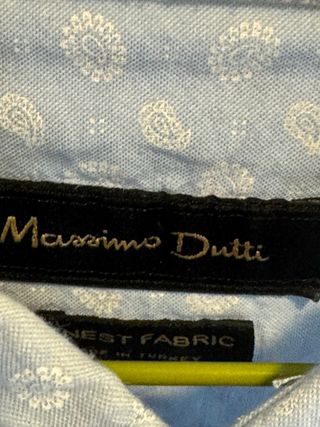 Massimo Dutti
FABRIC
IN TURKEY